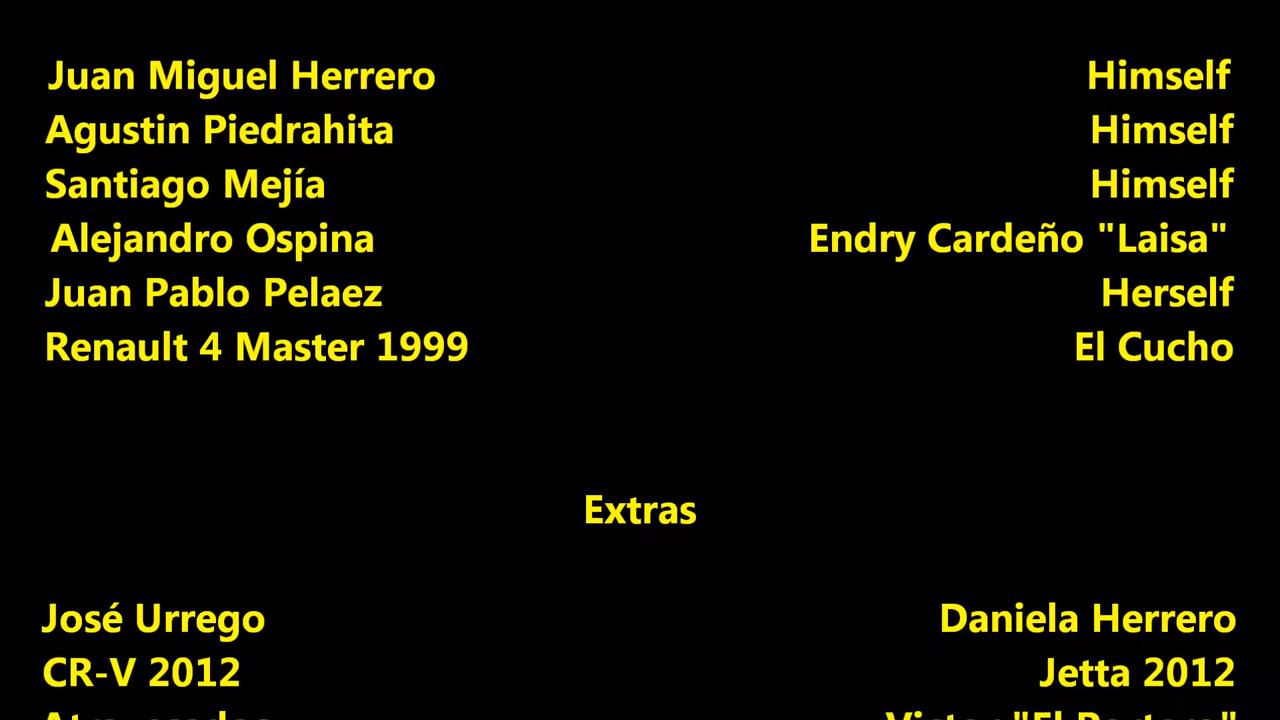 Juan Miguel Herrero Himself
Agustin Piedrahita Himself
Santiago Mejía Himself
Alejandro Ospina Endry Cardeño "Laisa"
Juan Pablo Pelaez Herself
Renault 4 Master 1999 El Cucho
Extras
José Urrego Daniela Herrero
CR-V 2012 Jetta 2012